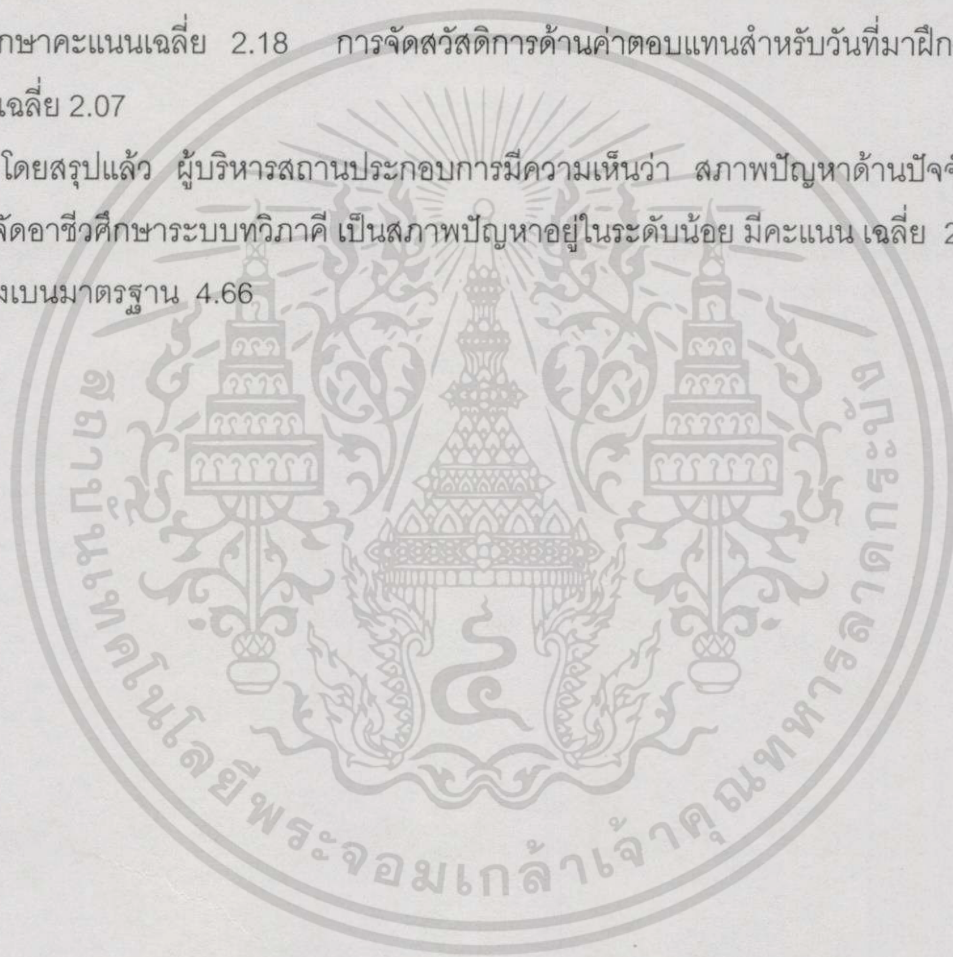 กษาคะแนนเฉลี่ย 2.18 การจัดสวัสดิการด้านค่าตอบแทนสำหรับวันที่มาฝึก
เฉลี่ย 2.07
โดยสรุปแล้ว ผู้บริหารสถานประกอบการมีความเห็นว่า สภาพปัญหาด้านปัจจ
จัดอาชีวศึกษาระบบทวิภาคี เป็นสภาพปัญหาอยู่ในระดับน้อย มีคะแนน เฉลี่ย 2
งเบนมาตรฐาน 4.66
สถาบันเทคโนโลยีพระจอมเกล้าเจ้าคุณทหารลาดกระบัง